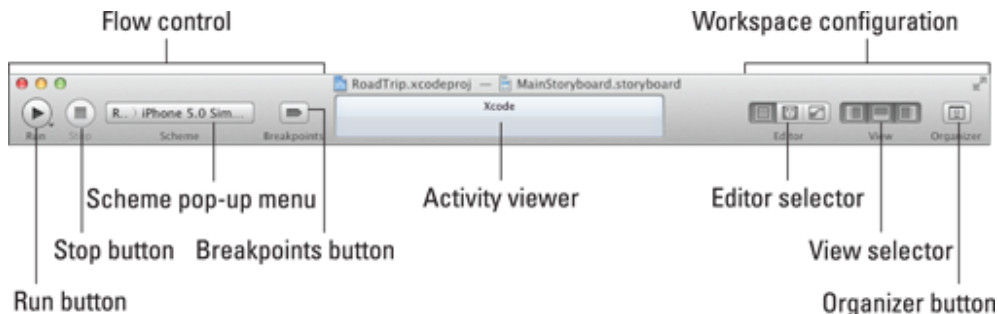 Flow control
Workspace configuration
RoadTrip.xcodeproj — MainStoryboard.storyboard
Xcode
R.. 〉 iPhone 5.0 Sim...
Run
Stop
Scheme
Breakpoints
Editor
View
Organizer
Scheme pop-up menu
Activity viewer
Editor selector
Stop button
Breakpoints button
View selector
Run button
Organizer button